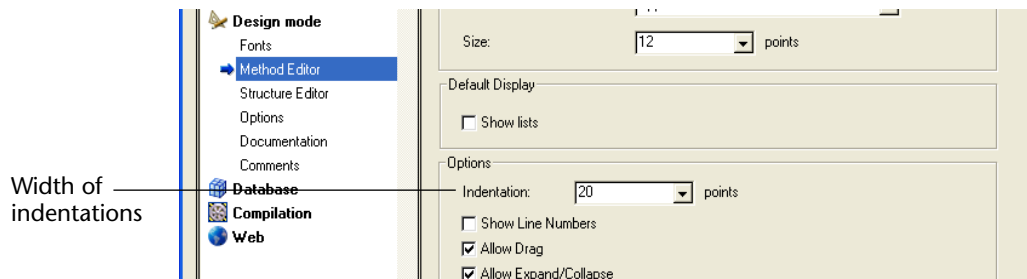 Design mode
Fonts
Method Editor
Structure Editor
Options
Documentation
Comments
Database
Compilation
Web
Width of
indentations
Size: 12 points
Default Display
Show lists
Options
Indentation: 20 points
Show Line Numbers
Allow Drag
Allow Expand/Collapse